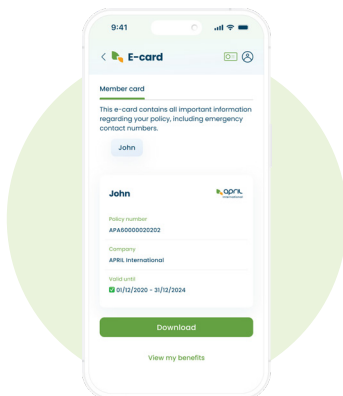 9:41
E-card
Member card
This e-card contains all important information
regarding your policy, including emergency
contact numbers.
John
John
april
international
Policy number
APA60000020202
Company
APRIL International
Valid until
01/12/2020 - 31/12/2024
Download
View my benefits